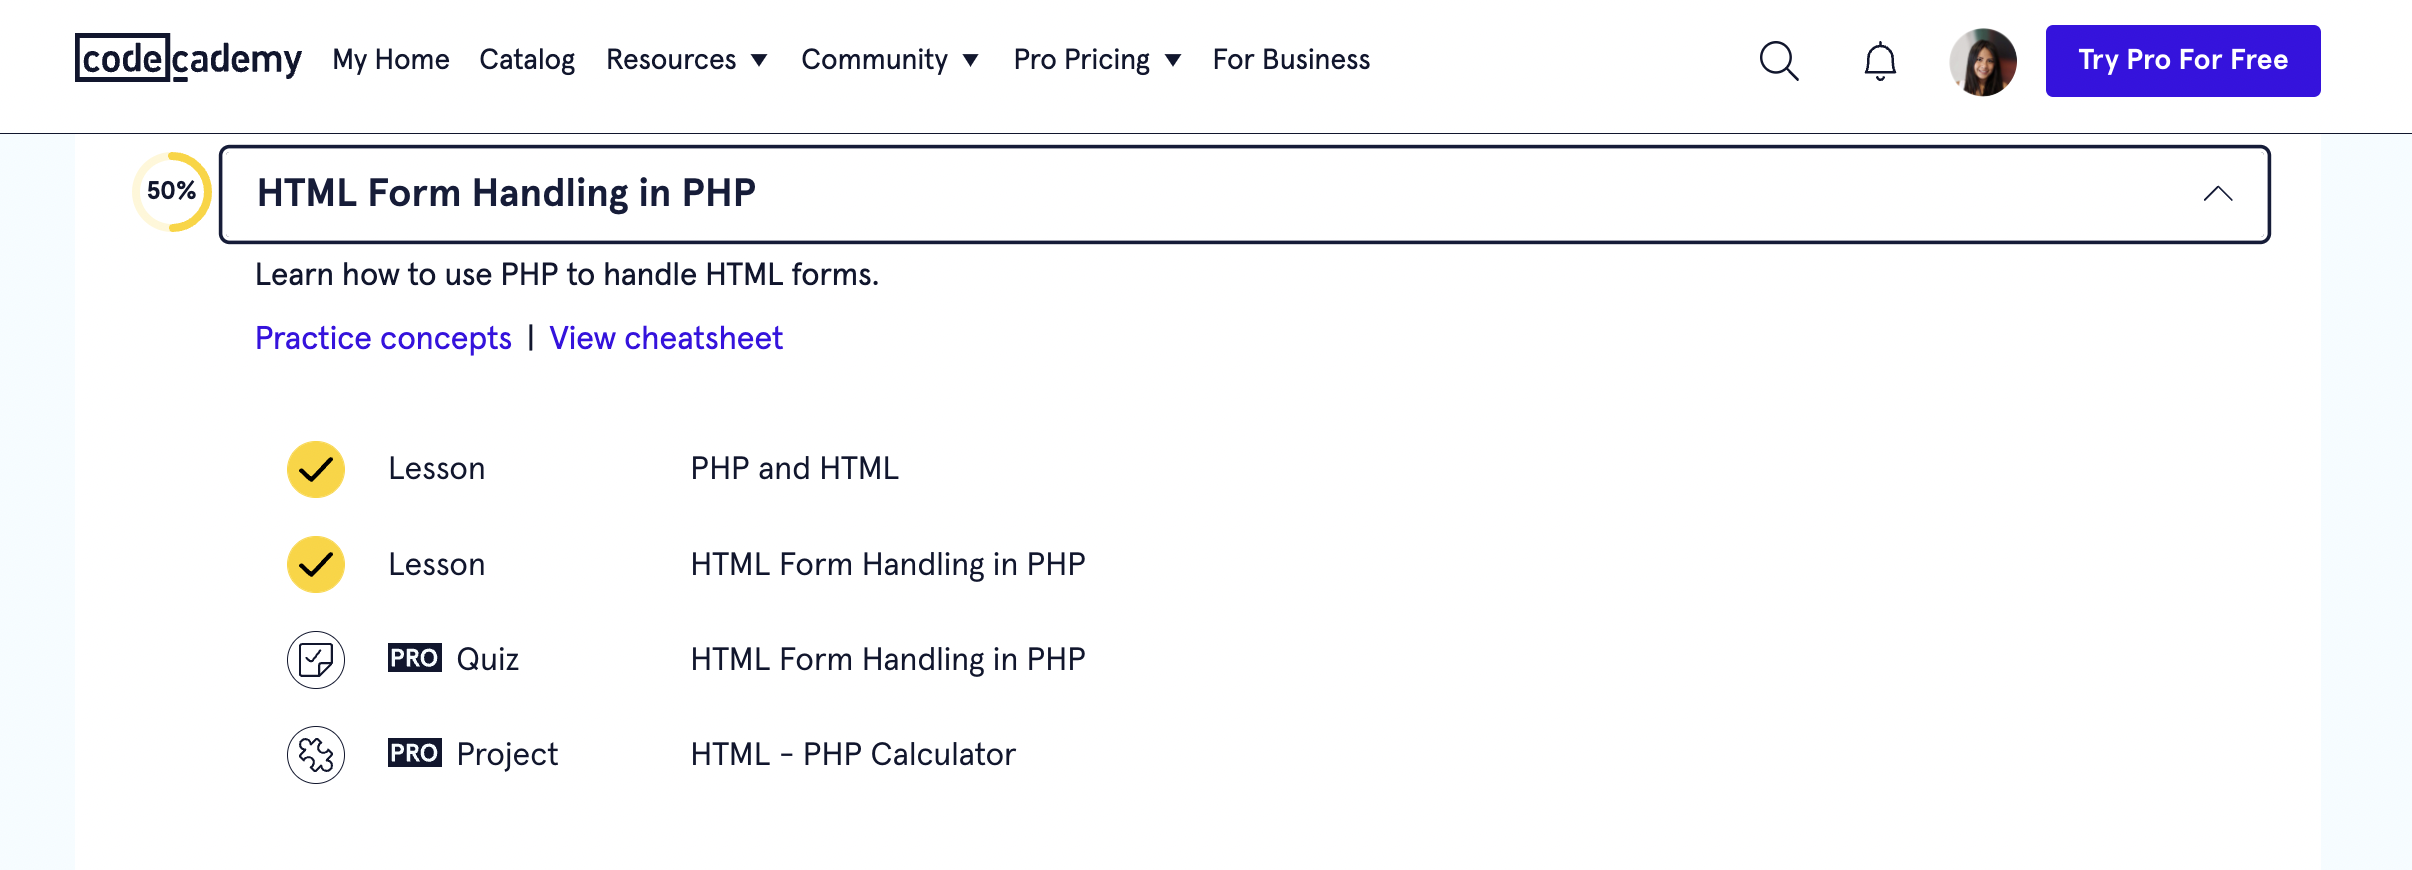 codecademy My Home Catalog Resources Community Pro Pricing For Business Try Pro For Free
50% HTML Form Handling in PHP
Learn how to use PHP to handle HTML forms.
Practice concepts | View cheatsheet
Lesson PHP and HTML
Lesson HTML Form Handling in PHP
PRO Quiz HTML Form Handling in PHP
PRO Project HTML - PHP Calculator